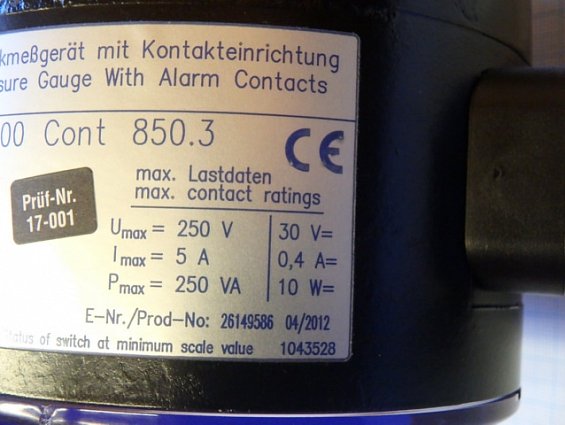 kmeßgerät mit Kontakteinrichtung
sure Gauge With Alarm Contacts
00 Cont 850.3
CE
max. Lastdaten
max. contact ratings
Prüf-Nr.
17-001
Umax = 250 V 30 V=
Imax = 5 A 0,4 A=
Pmax = 250 VA 10 W=
E-Nr./Prod-No: 26149586 04/2012
Status of switch at minimum scale value 1043528